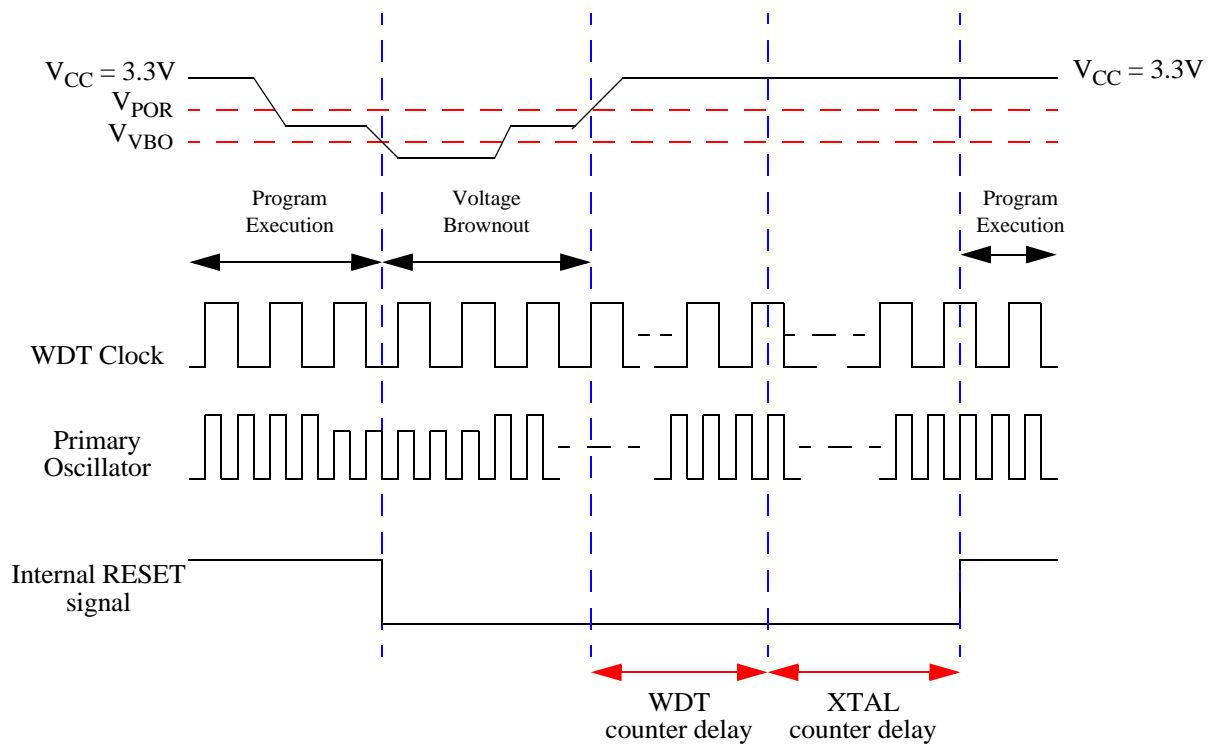 VCC = 3.3V
VCC = 3.3V
VPOR
VVBO
Program
Execution
Voltage
Brownout
Program
Execution
WDT Clock
Primary
Oscillator
Internal RESET
signal
WDT
counter delay
XTAL
counter delay